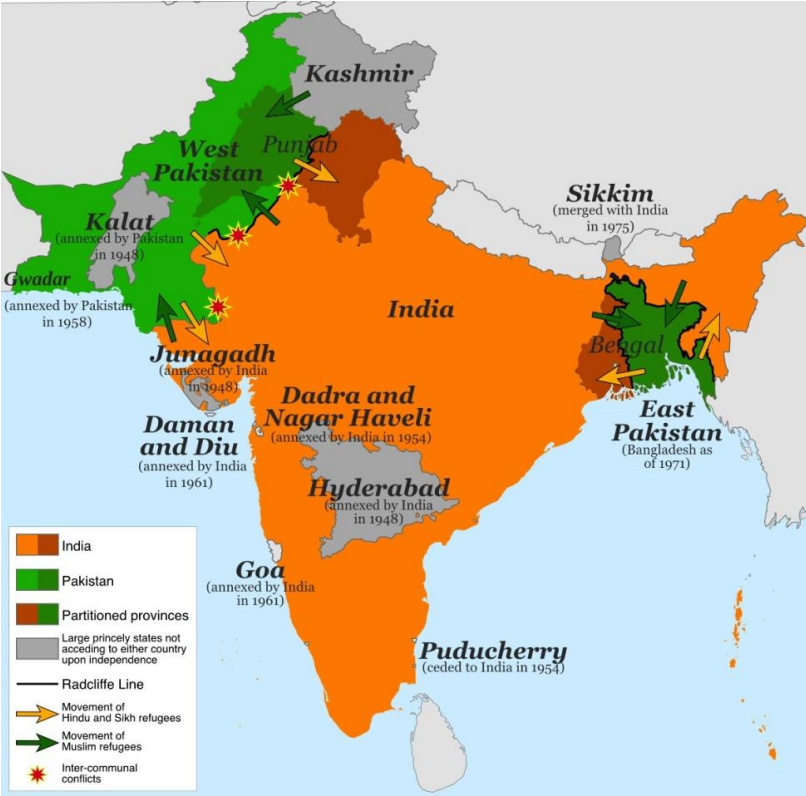 Kashmir
Punjab
West
Pakistan
Kalat
(annexed by Pakistan
in 1948)
Sikkim
(merged with India
in 1975)
Gwadar
(annexed by Pakistan
in 1958)
India
Bengal
Junagadh
(annexed by India
in 1948)
Dadra and
Nagar Haveli
(annexed by India in 1954)
Daman
and Diu
(annexed by India
in 1961)
East
Pakistan
(Bangladesh as
of 1971)
Hyderabad
(annexed by India
in 1948)
Goa
(annexed by India
in 1961)
Puducherry
(ceded to India in 1954)
India
Pakistan
Partitioned provinces
Large princely states not
acceding to either country
upon independence
Radcliffe Line
Movement of
Hindu and Sikh refugees
Movement of
Muslim refugees
Inter-communal
conflicts